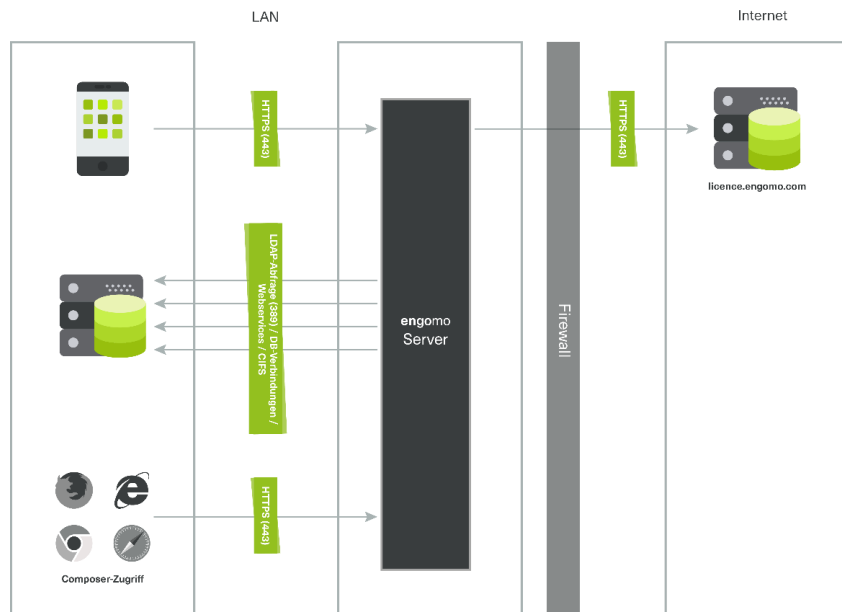 LAN
Internet
HTTPS (443)
HTTPS (443)
licence.engomo.com
LDAP-Abfrage (389) / DB-Verbindungen /
Webservices / CIFS
engomo
Server
Firewall
HTTPS (443)
Composer-Zugriff